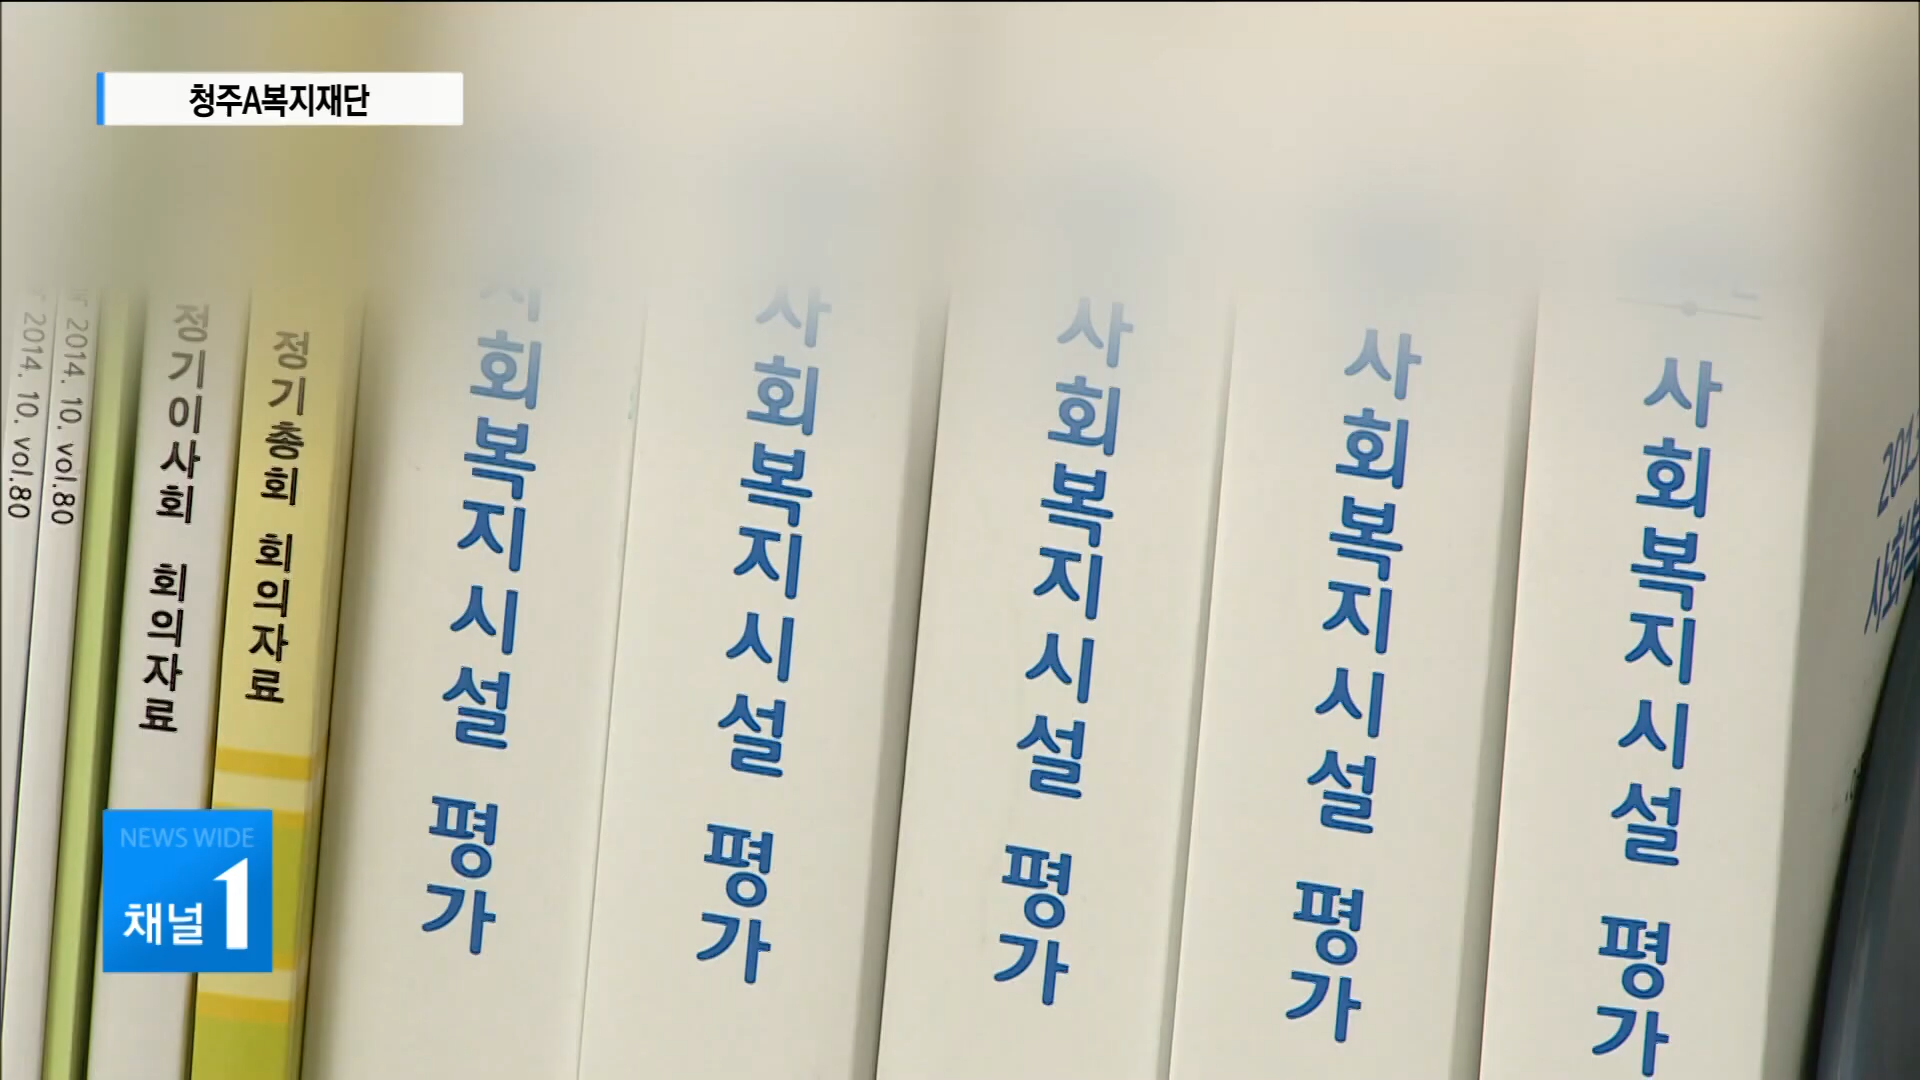 청주A복지재단
2014. 10. vol.80
2014. 10. vol.80
정기이사회 회의자료
정기총회 회의자료
사회복지시설 평가
사회복지시설 평가
사회복지시설 평가
사회복지시설 평가
사회복지시설 평가
NEWS WIDE
채널 1